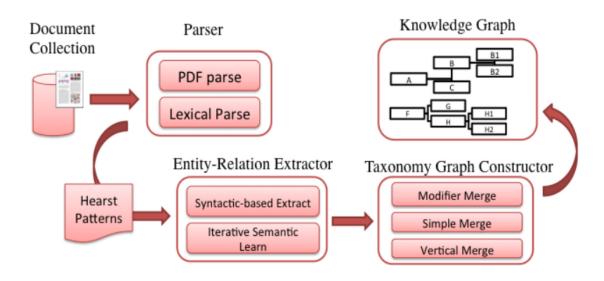 Document
Collection
Parser
PDF parse
Lexical Parse
Knowledge Graph
A
B
C
B1
B2
F
G
H
H1
H2
Hearst
Patterns
Entity-Relation Extractor
Syntactic-based Extract
Iterative Semantic
Learn
Taxonomy Graph Constructor
Modifier Merge
Simple Merge
Vertical Merge